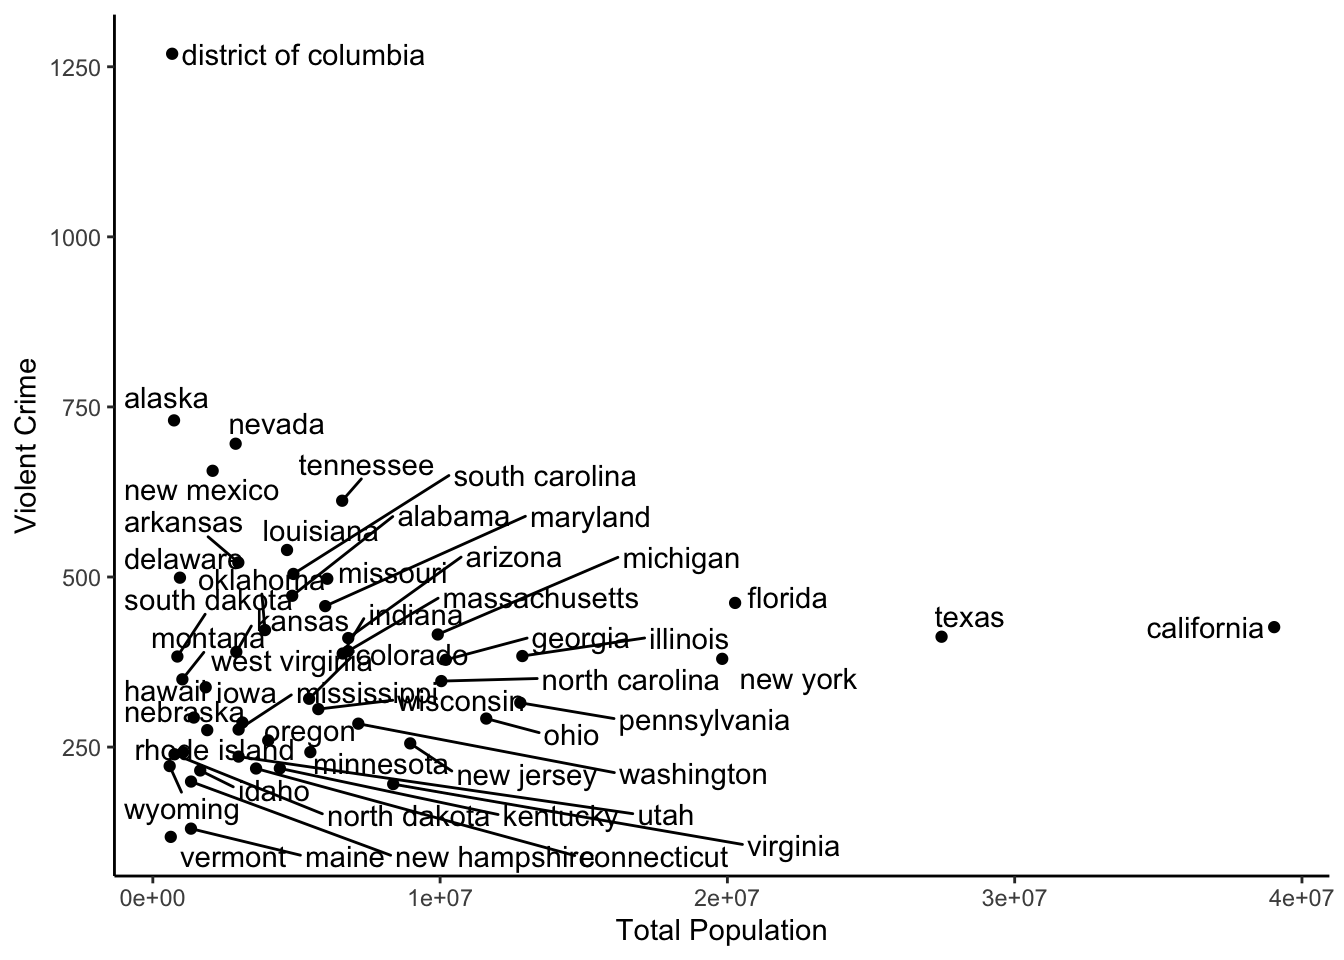 district of columbia
1250
1000
Violent Crime
alaska
750
nevada
tennessee
south carolina
new mexico
arkansas
alabama
maryland
louisiana
delaware
arizona
michigan
500
oklahoma
missouri
south dakota
massachusetts
florida
kansas
indiana
texas
california
montana
georgia
illinois
west virginia
colorado
north carolina
new york
hawaii
iowa
mississippi
wisconsin
nebraska
pennsylvania
oregon
ohio
250
rhode island
minnesota
new jersey
washington
idaho
wyoming
north dakota
kentucky
utah
virginia
vermont
maine
new hampshire
connecticut
0e+00
1e+07
2e+07
3e+07
4e+07
Total Population